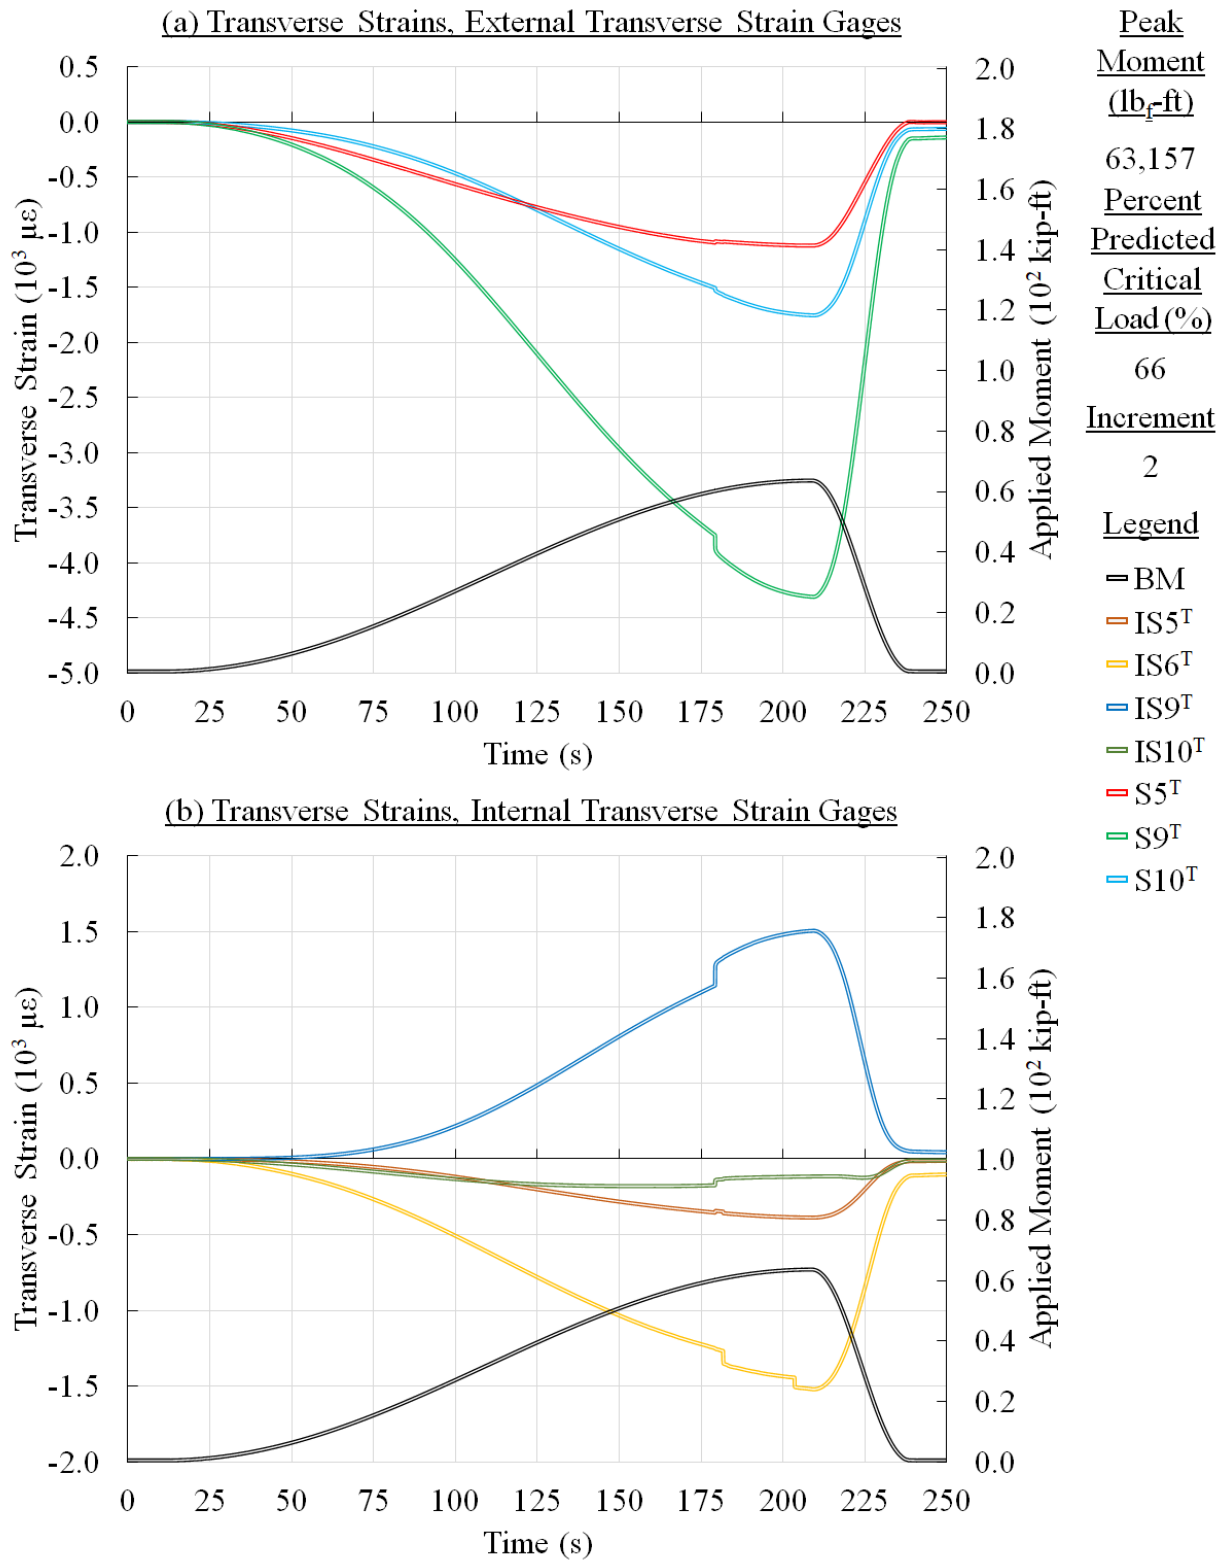 (a) Transverse Strains, External Transverse Strain Gages
0.5
0.0
-0.5
-1.0
-1.5
-2.0
-2.5
-3.0
-3.5
-4.0
-4.5
-5.0
Transverse Strain (10³ με)
2.0
1.8
1.6
1.4
1.2
1.0
0.8
0.6
0.4
0.2
0.0
Applied Moment (10² kip-ft)
0 25 50 75 100 125 150 175 200 225 250
Time (s)
(b) Transverse Strains, Internal Transverse Strain Gages
2.0
1.5
1.0
0.5
0.0
-0.5
-1.0
-1.5
-2.0
Transverse Strain (10³ με)
2.0
1.8
1.6
1.4
1.2
1.0
0.8
0.6
0.4
0.2
0.0
Applied Moment (10² kip-ft)
0 25 50 75 100 125 150 175 200 225 250
Time (s)
Peak
Moment
(lbf-ft)
63,157
Percent
Predicted
Critical
Load (%)
66
Increment
2
Legend
BM
IS5ᵀ
IS6ᵀ
IS9ᵀ
IS10ᵀ
S5ᵀ
S9ᵀ
S10ᵀ